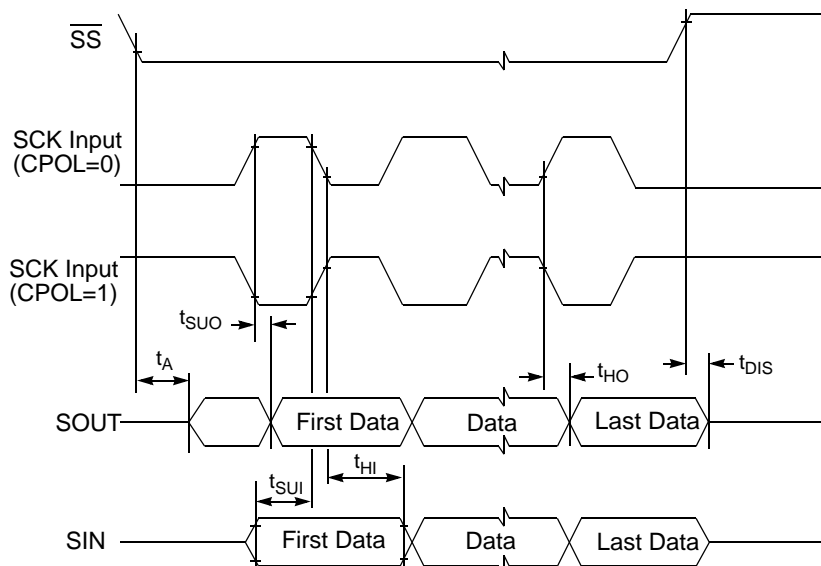 SS
SCK Input
(CPOL=0)
SCK Input
(CPOL=1)
tSUO
tA
tHO
tDIS
SOUT
First Data
Data
Last Data
tSUI
tHI
SIN
First Data
Data
Last Data